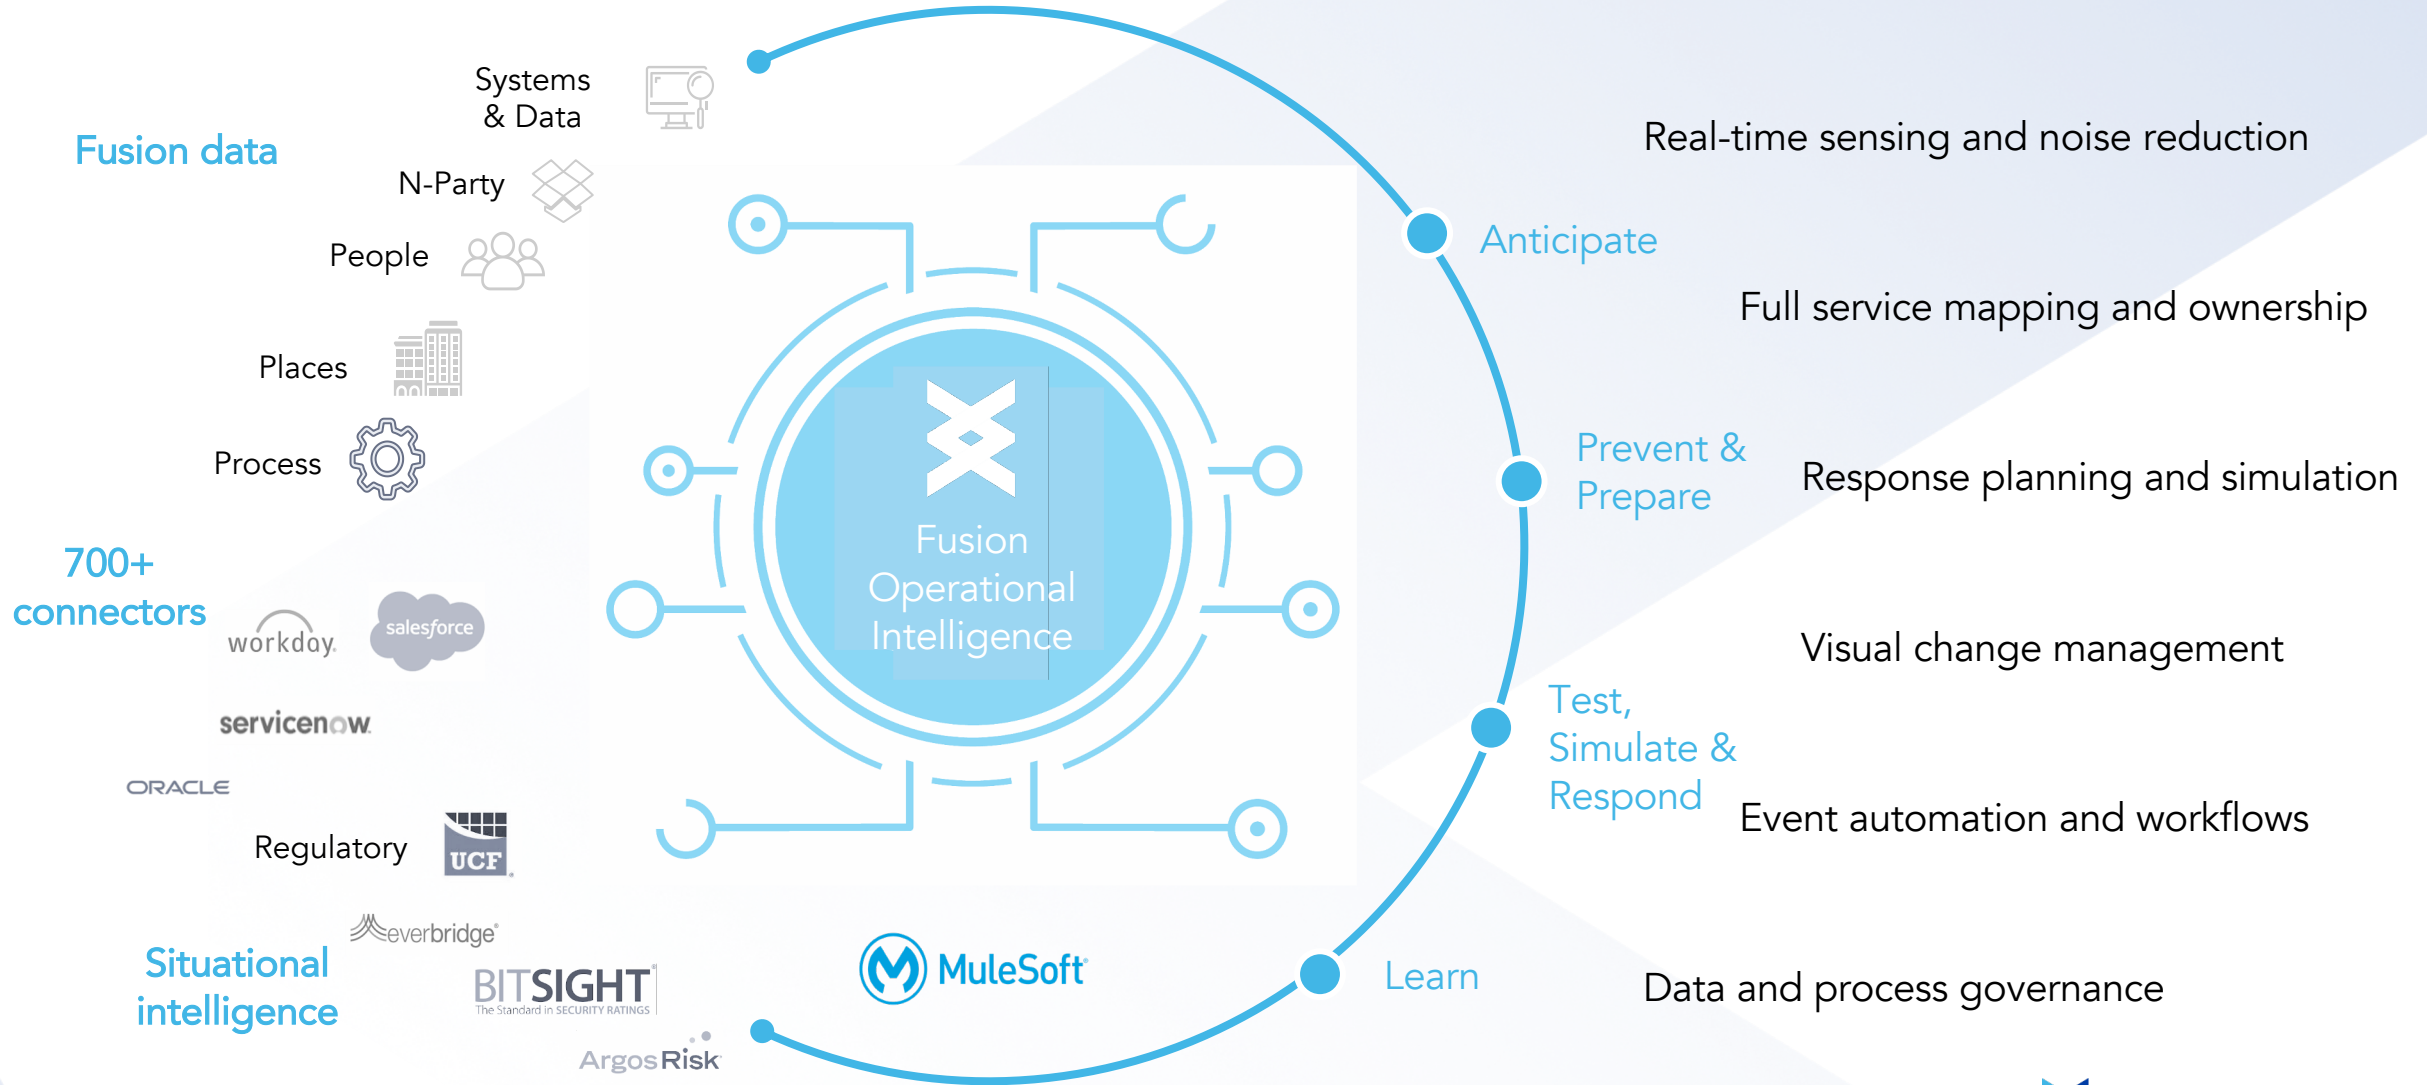 Systems
& Data
Fusion data
N-Party
People
Places
Process
700+
connectors
workday.
salesforce
servicenow.
ORACLE
Regulatory
UCF
everbridge®
Situational
intelligence
BITSIGHT®
The Standard in SECURITY RATINGS
ArgosRisk
Fusion
Operational
Intelligence
MuleSoft®
Anticipate
Prevent &
Prepare
Test,
Simulate &
Respond
Learn
Real-time sensing and noise reduction
Full service mapping and ownership
Response planning and simulation
Visual change management
Event automation and workflows
Data and process governance